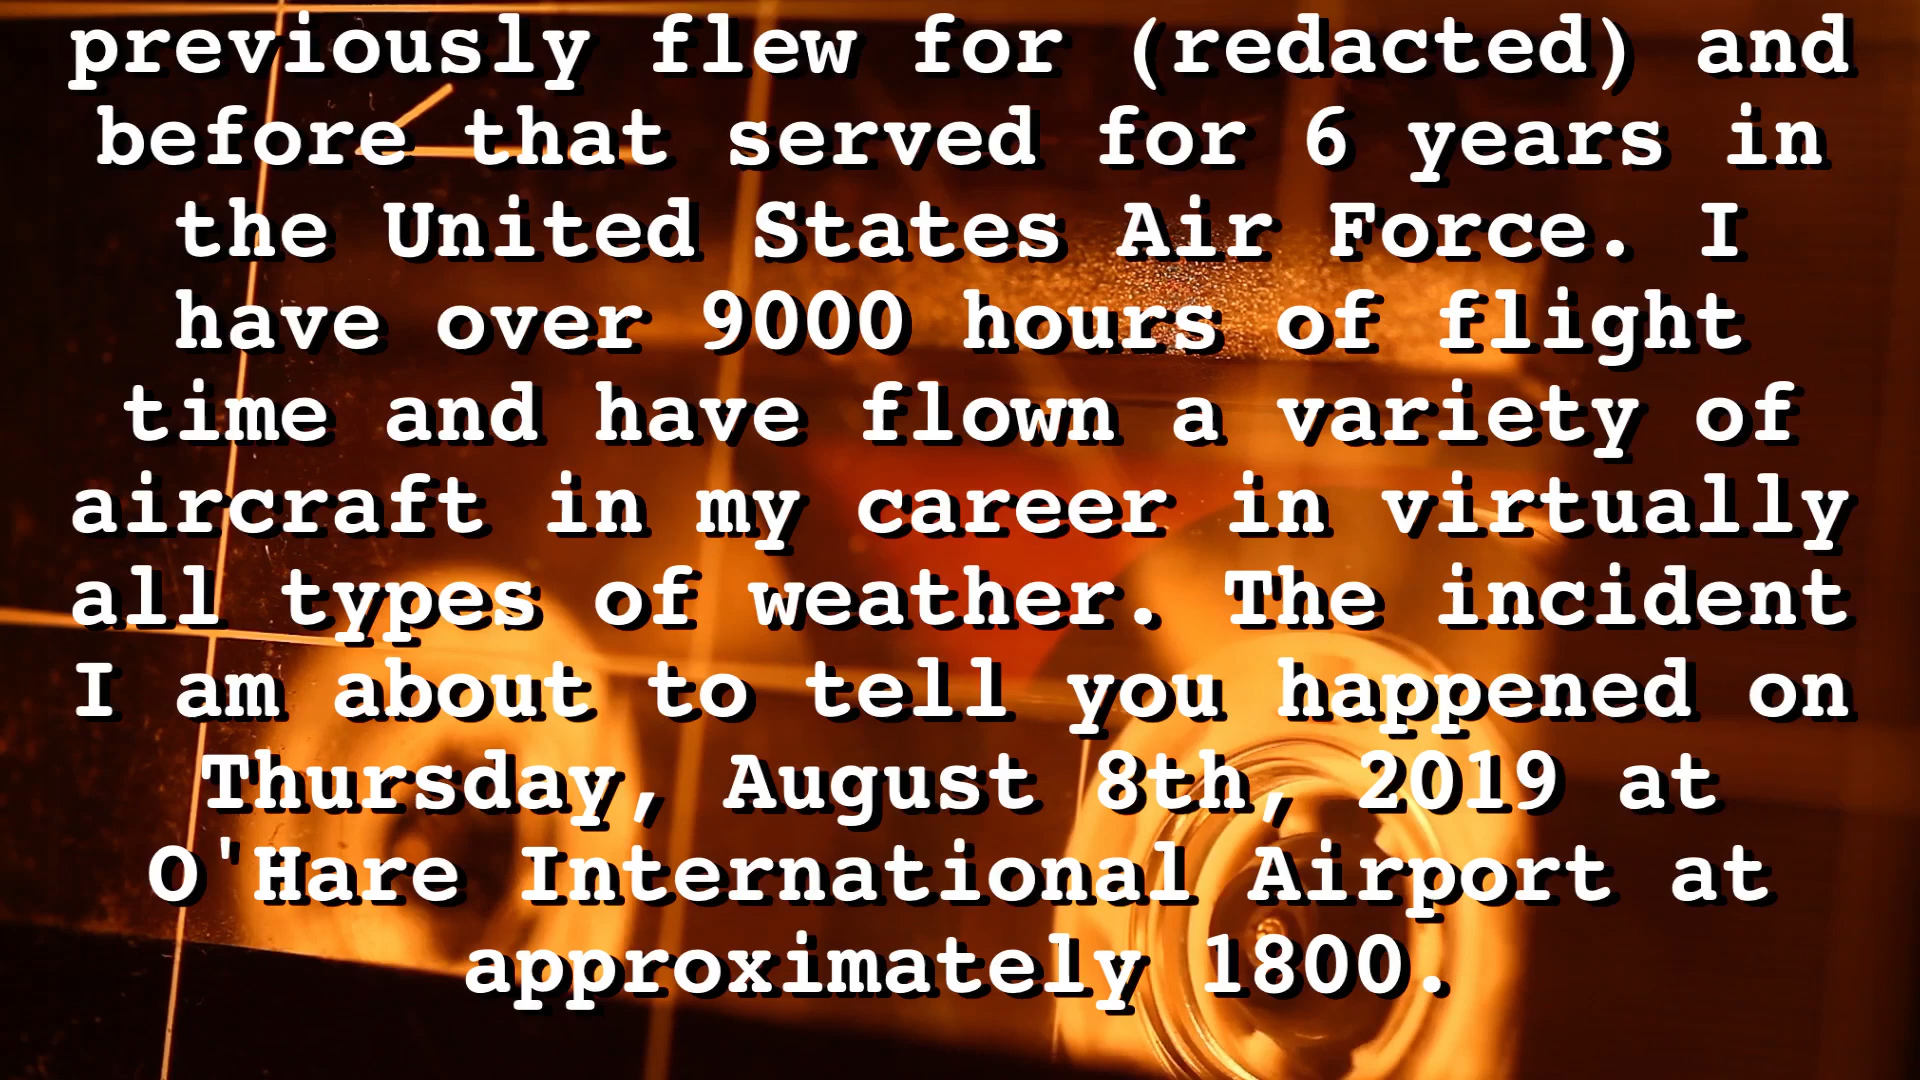 previously flew for (redacted) and
before that served for 6 years in
the United States Air Force. I
have over 9000 hours of flight
time and have flown a variety of
aircraft in my career in virtually
all types of weather. The incident
I am about to tell you happened on
Thursday, August 8th, 2019 at
O'Hare International Airport at
approximately 1800.